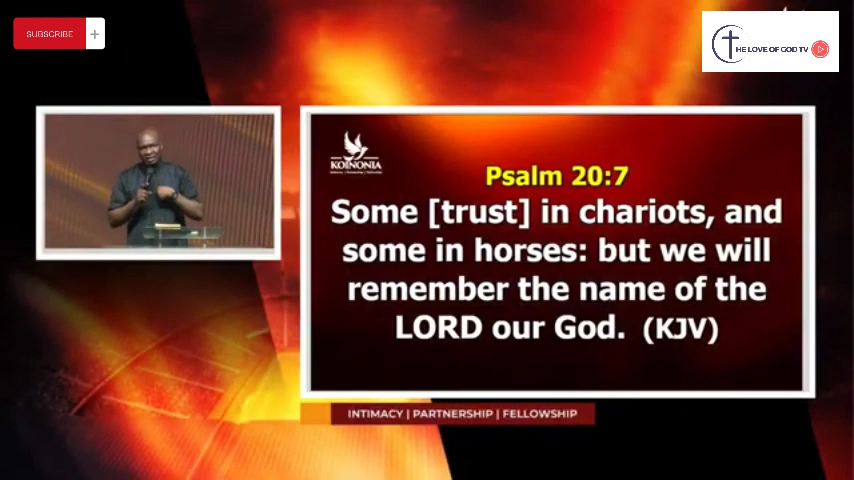 SUBSCRIBE +
THE LOVE OF GOD TV
KOINONIA
Psalm 20:7
Some [trust] in chariots, and
some in horses: but we will
remember the name of the
LORD our God. (KJV)
INTIMACY | PARTNERSHIP | FELLOWSHIP